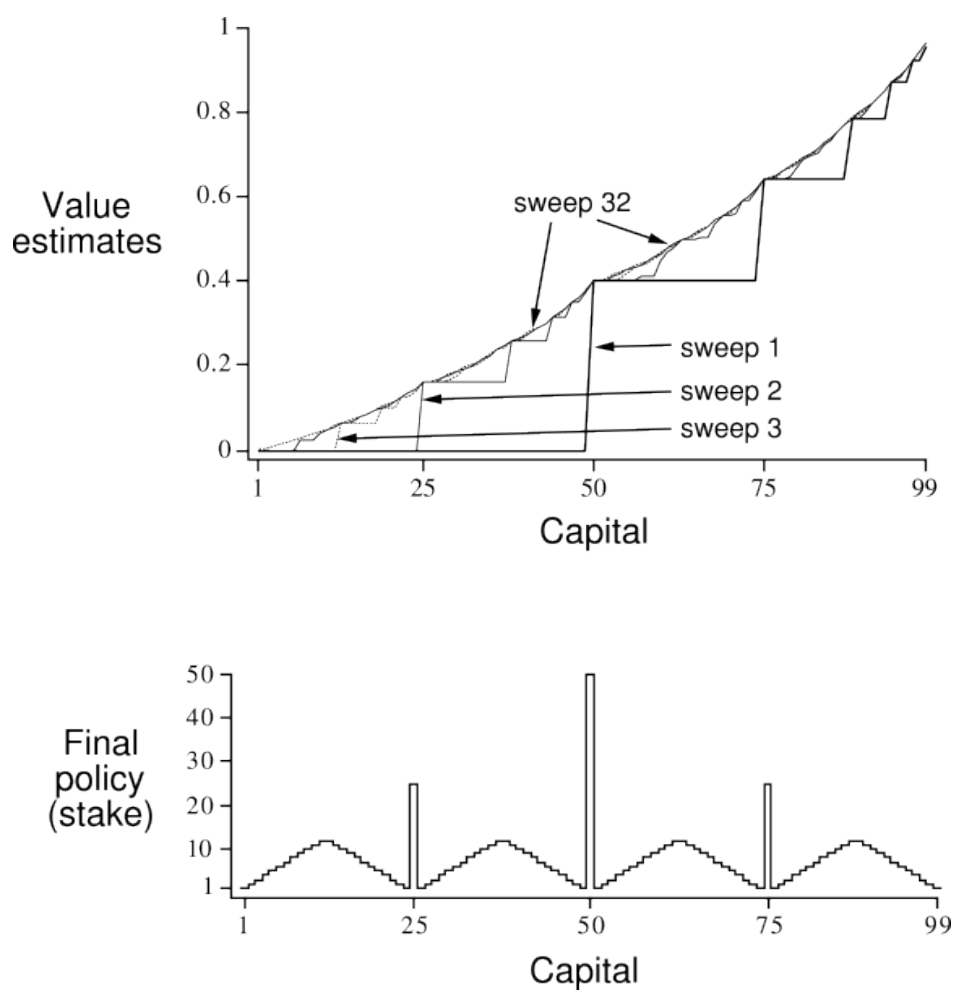 1
0.8
0.6
0.4
0.2
0
Value
estimates
sweep 32
sweep 1
sweep 2
sweep 3
1 25 50 75 99
Capital
50
40
30
20
10
1
Final
policy
(stake)
1 25 50 75 99
Capital